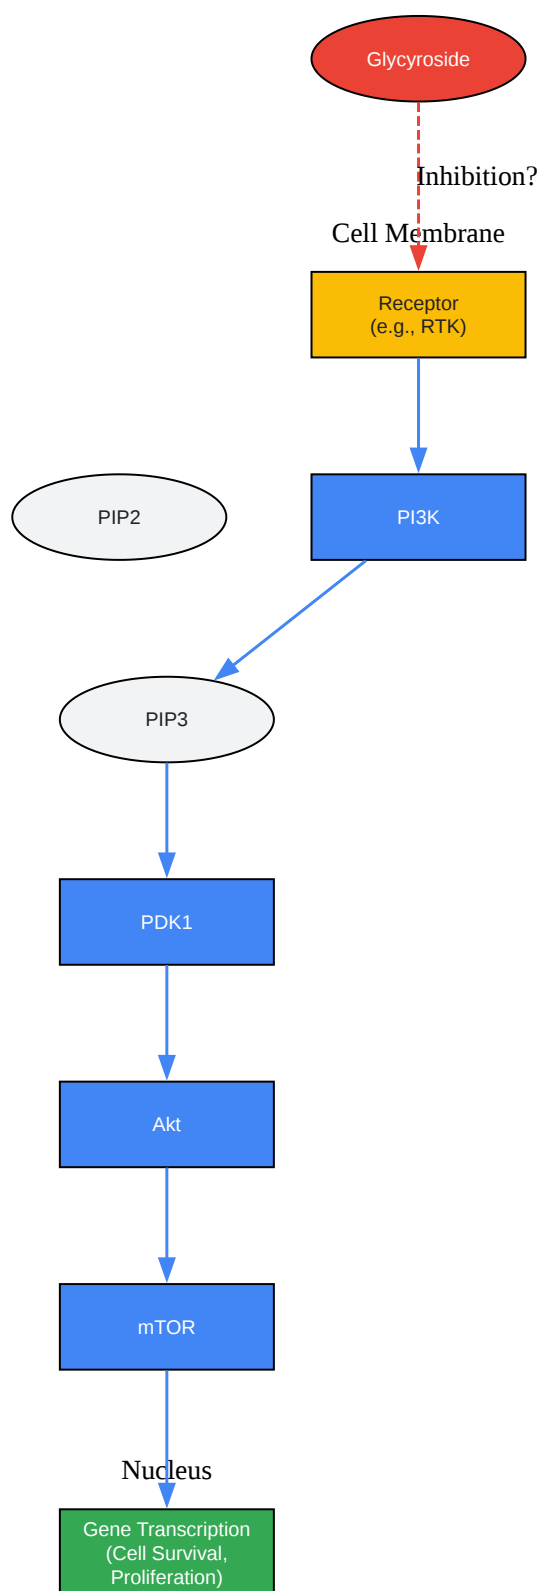 Glycyroside
Inhibition?
Cell Membrane
Receptor
(e.g., RTK)
PIP2
PI3K
PIP3
PDK1
Akt
mTOR
Nucleus
Gene Transcription
(Cell Survival,
Proliferation)